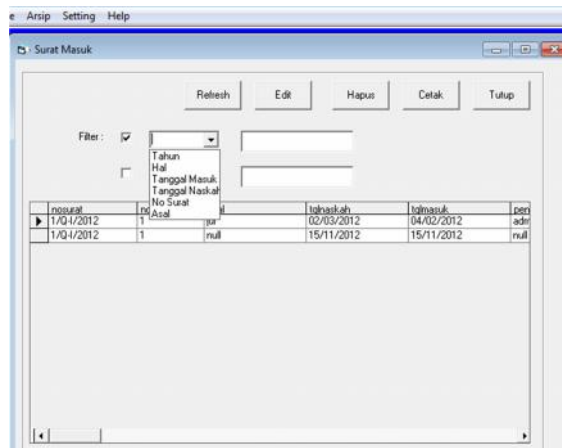 e Arsip Setting Help
Surat Masuk
Refresh Edit Hapus Cetak Tutup
Filter :
Tahun
Hal
Tanggal Masuk
Tanggal Naskah
No Surat
Asal
nosurat tglnaskah tglmasuk pen
1/Q-I/2012 1 02/03/2012 04/02/2012 adm
1/Q-I/2012 1 null 15/11/2012 15/11/2012 null